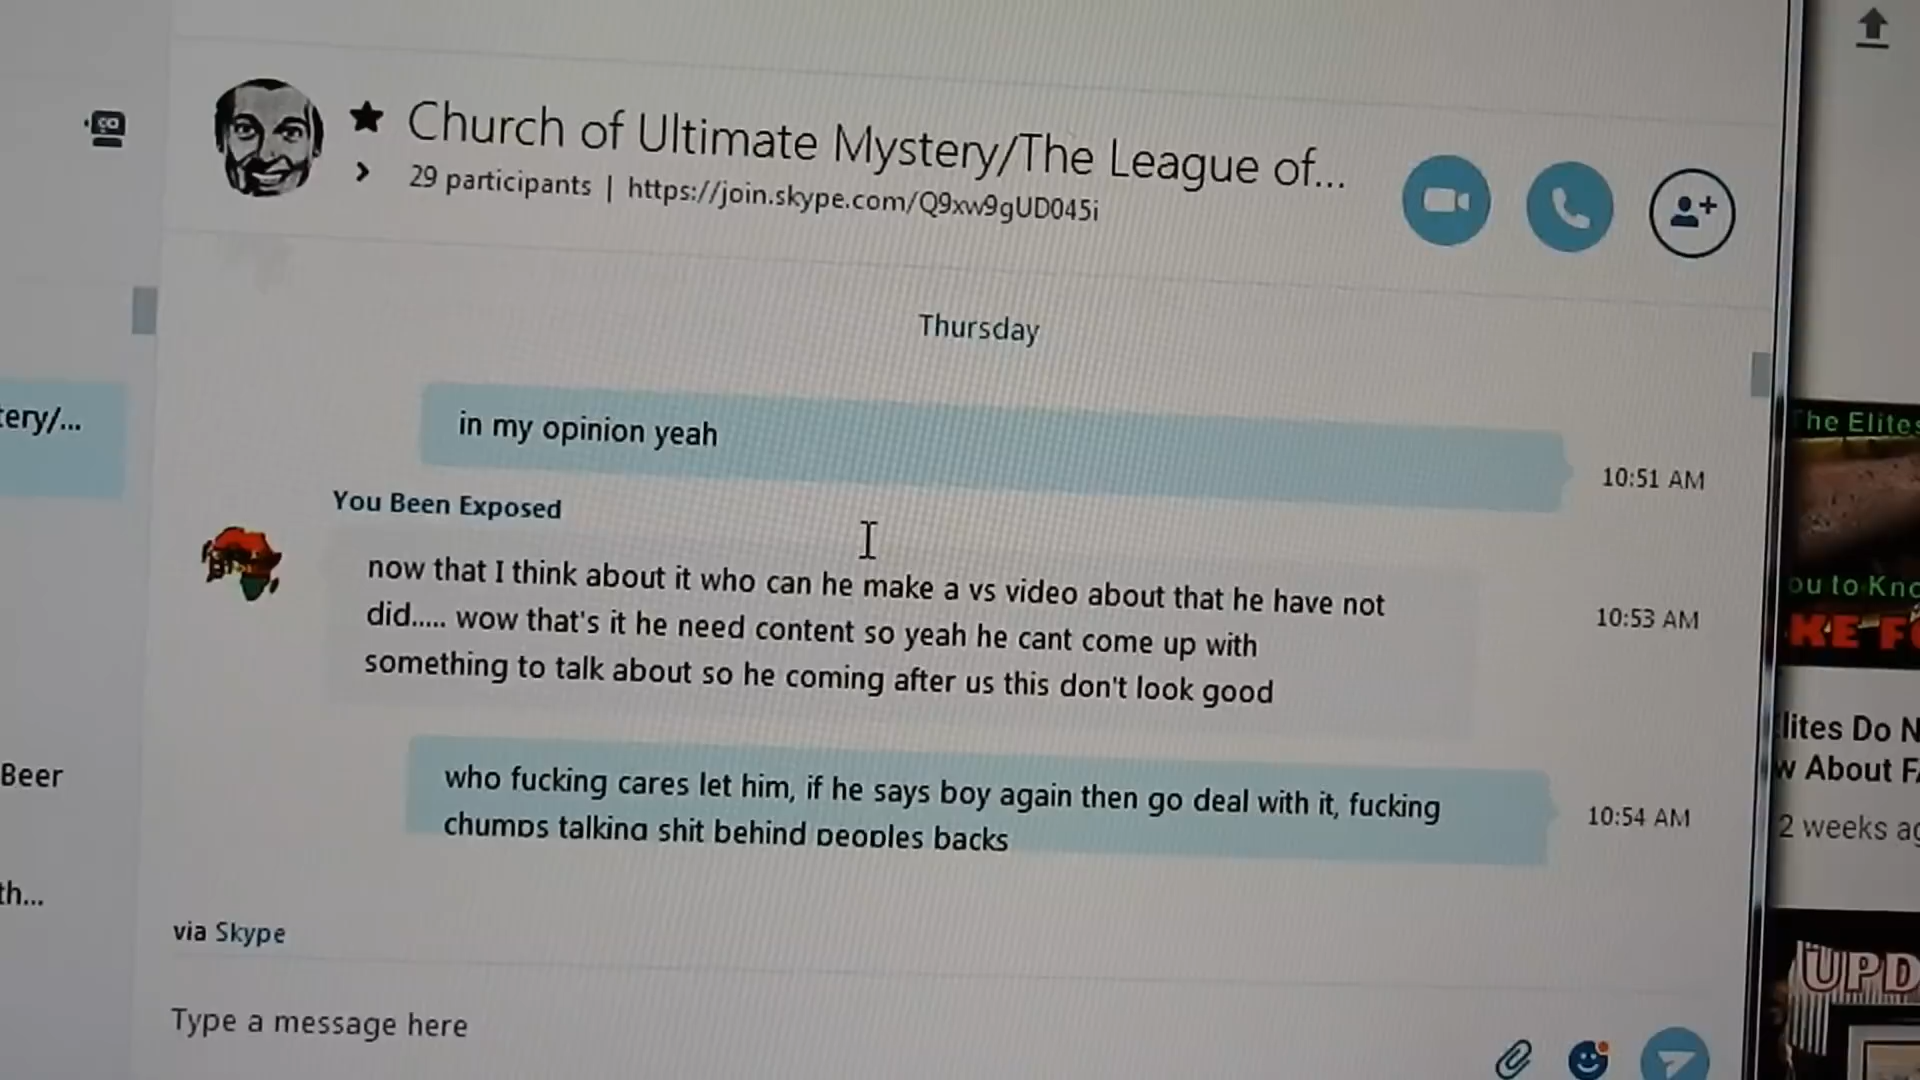 Church of Ultimate Mystery/The League of...
29 participants | https://join.skype.com/Q9xw9gUD045i
Thursday
tery/...
in my opinion yeah
10:51 AM
You Been Exposed
now that I think about it who can he make a vs video about that he have not
did..... wow that's it he need content so yeah he cant come up with
something to talk about so he coming after us this don't look good
10:53 AM
who fucking cares let him, if he says boy again then go deal with it, fucking
chumps talking shit behind peoples backs
10:54 AM
Beer
th...
via Skype
Type a message here
The Elites
ou to Kno
KE F
lites Do N
w About FA
2 weeks ag
UPD